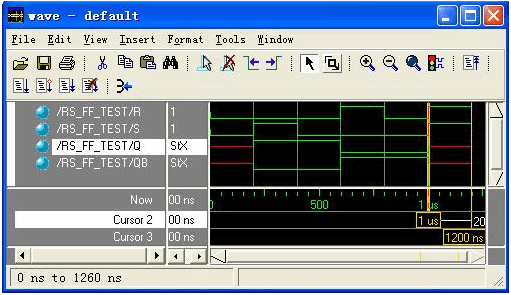 wave - default
File Edit View Insert Format Tools Window
/RS_FF_TEST/R 1
/RS_FF_TEST/S 1
/RS_FF_TEST/Q StX
/RS_FF_TEST/QB StX
Now 00 ns 500 1 us
Cursor 2 00 ns 1 us 20
Cursor 3 00 ns 1200 ns
0 ns to 1260 ns